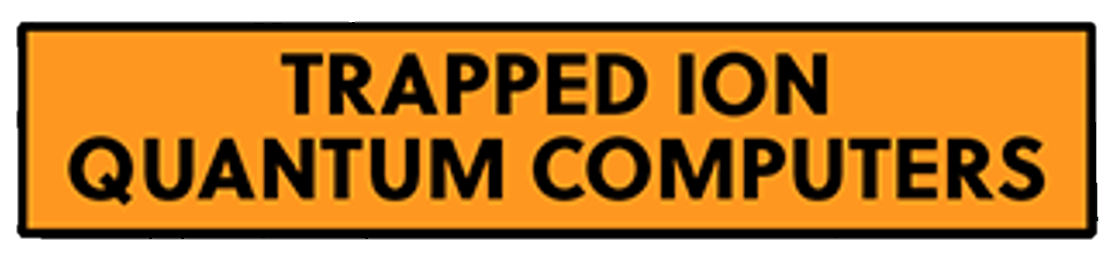 TRAPPED ION
QUANTUM COMPUTERS